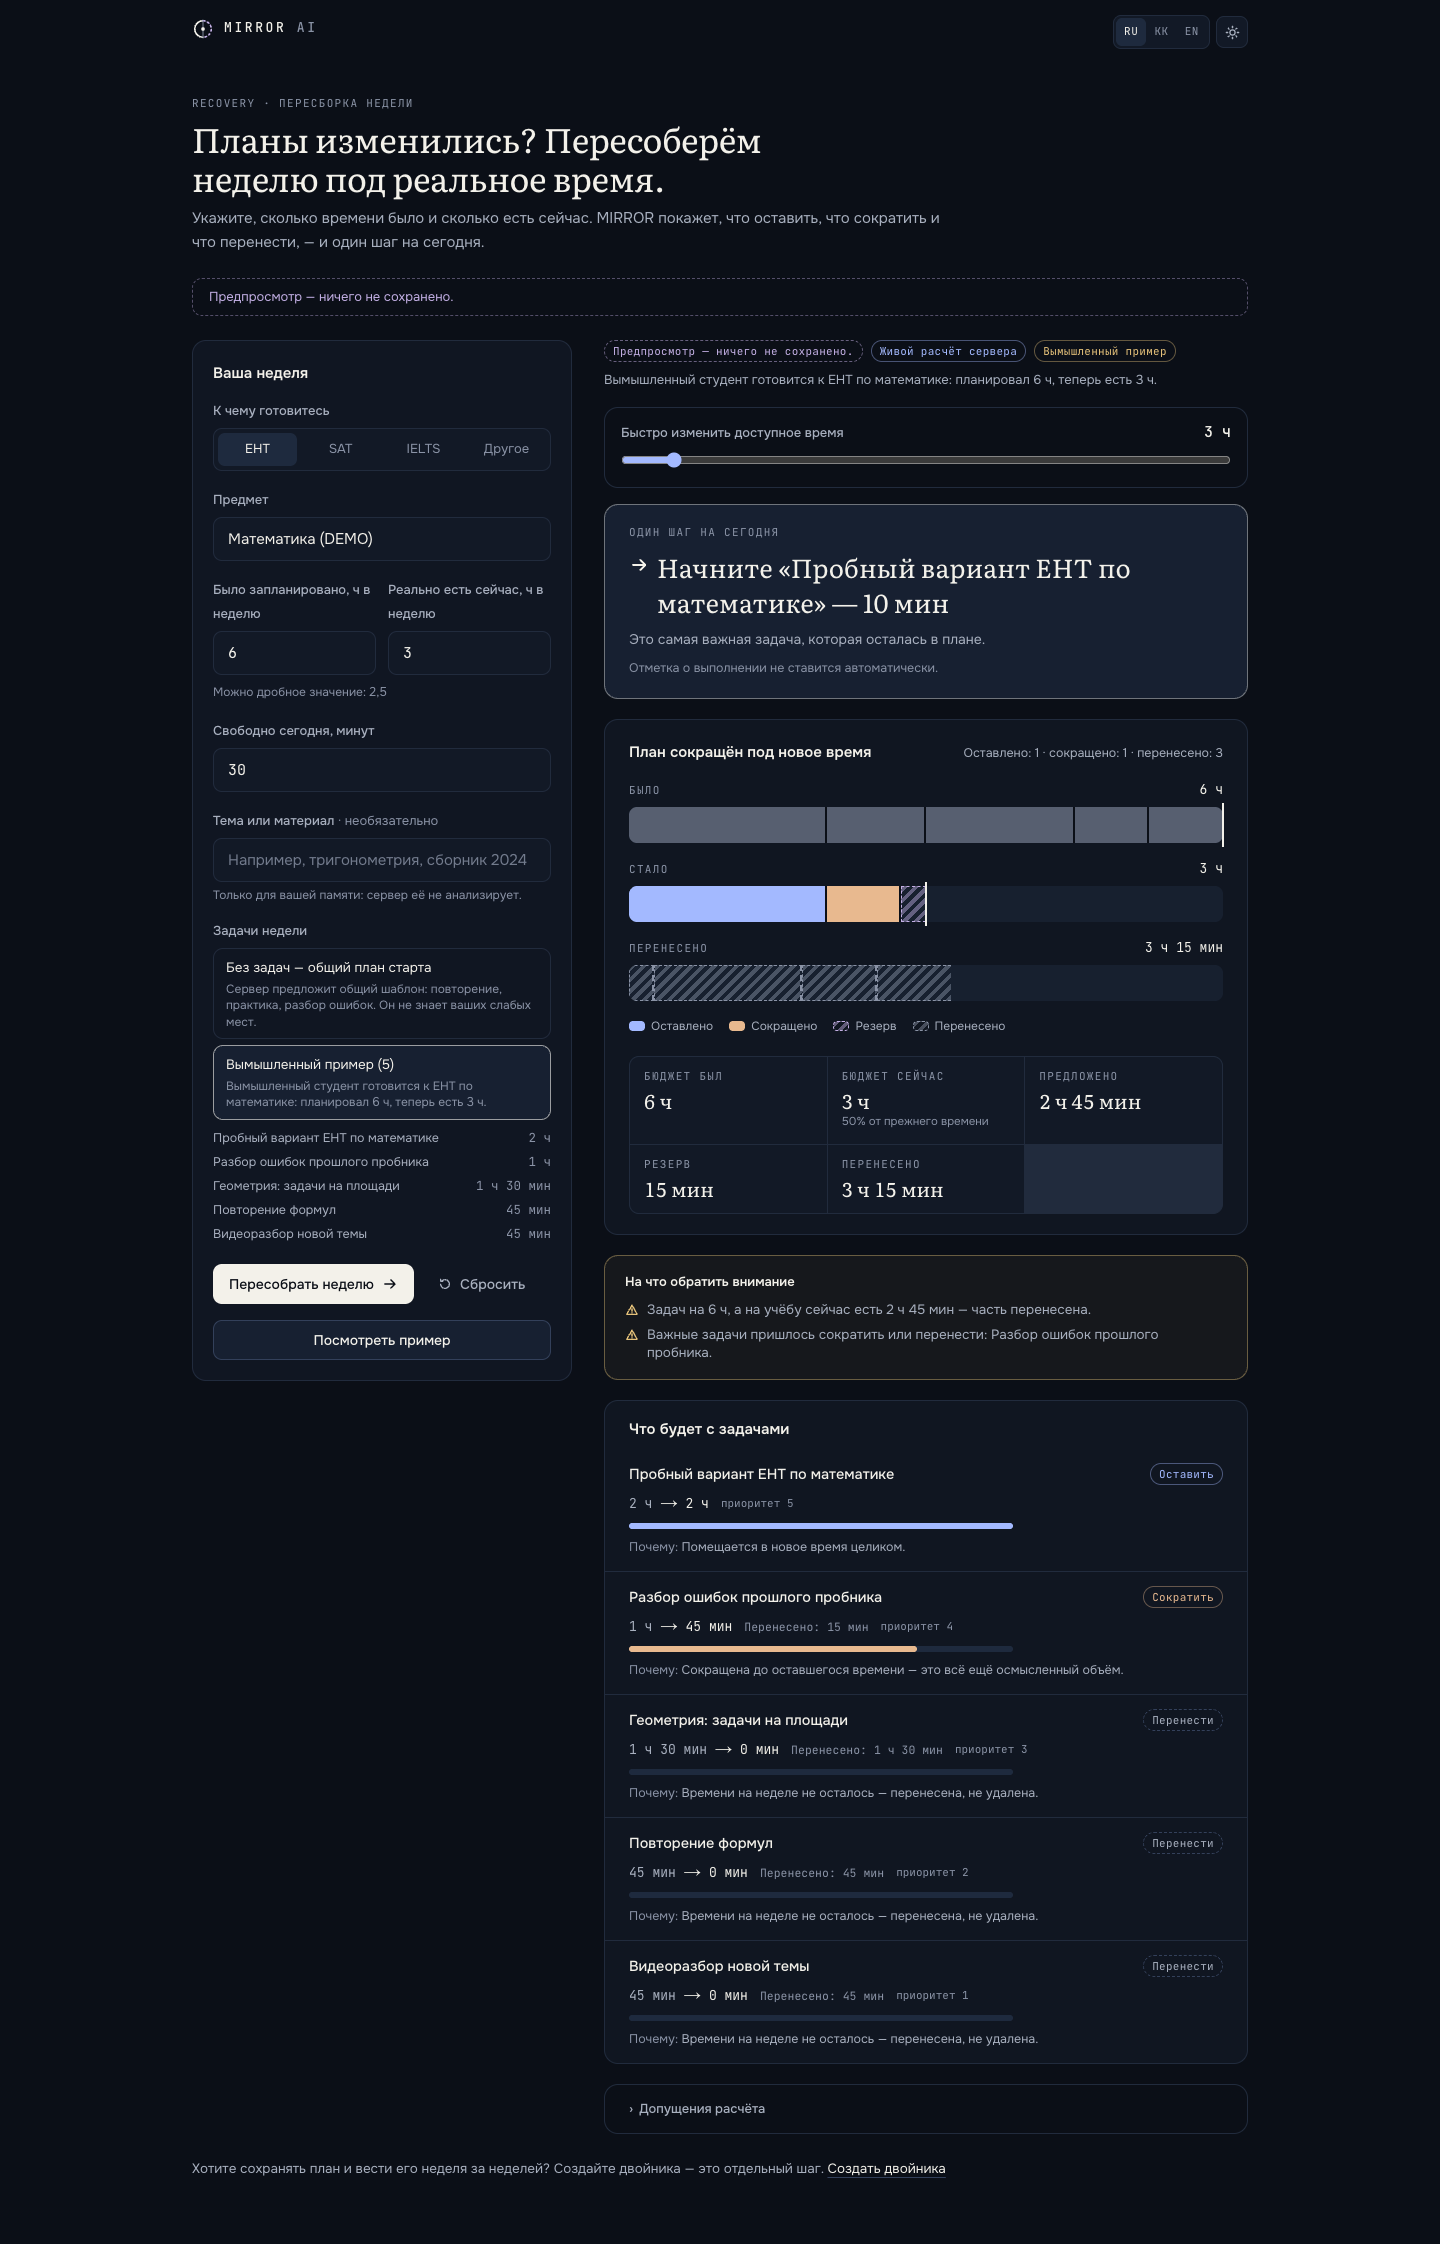 MIRROR AI
RU KK EN
RECOVERY · ПЕРЕСБОРКА НЕДЕЛИ
Планы изменились? Пересоберём
неделю под реальное время.
Укажите, сколько времени было и сколько есть сейчас. MIRROR покажет, что оставить, что сократить и
что перенести, — и один шаг на сегодня.
Предпросмотр — ничего не сохранено.
Ваша неделя
К чему готовитесь
ЕНТ SAT IELTS Другое
Предмет
Математика (DEMO)
Было запланировано, ч в
неделю
Реально есть сейчас, ч в
неделю
6
3
Можно дробное значение: 2,5
Свободно сегодня, минут
30
Тема или материал · необязательно
Например, тригонометрия, сборник 2024
Только для вашей памяти: сервер её не анализирует.
Задачи недели
Без задач — общий план старта
Сервер предложит общий шаблон: повторение,
практика, разбор ошибок. Он не знает ваших слабых
мест.
Вымышленный пример (5)
Вымышленный студент готовится к ЕНТ по
математике: планировал 6 ч, теперь есть 3 ч.
Пробный вариант ЕНТ по математике 2 ч
Разбор ошибок прошлого пробника 1 ч
Геометрия: задачи на площади 1 ч 30 мин
Повторение формул 45 мин
Видеоразбор новой темы 45 мин
Пересобрать неделю →
Сбросить
Посмотреть пример
Предпросмотр — ничего не сохранено. Живой расчёт сервера Вымышленный пример
Вымышленный студент готовится к ЕНТ по математике: планировал 6 ч, теперь есть 3 ч.
Быстро изменить доступное время 3 ч
ОДИН ШАГ НА СЕГОДНЯ
→ Начните «Пробный вариант ЕНТ по
математике» — 10 мин
Это самая важная задача, которая осталась в плане.
Отметка о выполнении не ставится автоматически.
План сокращён под новое время Оставлено: 1 · сокращено: 1 · перенесено: 3
БЫЛО 6 ч
СТАЛО 3 ч
ПЕРЕНЕСЕНО 3 ч 15 мин
Оставлено Сокращено Резерв Перенесено
БЮДЖЕТ БЫЛ
6 ч
БЮДЖЕТ СЕЙЧАС
3 ч
50% от прежнего времени
ПРЕДЛОЖЕНО
2 ч 45 мин
РЕЗЕРВ
15 мин
ПЕРЕНЕСЕНО
3 ч 15 мин
На что обратить внимание
Задач на 6 ч, а на учёбу сейчас есть 2 ч 45 мин — часть перенесена.
Важные задачи пришлось сократить или перенести: Разбор ошибок прошлого
пробника.
Что будет с задачами
Пробный вариант ЕНТ по математике Оставить
2 ч → 2 ч приоритет 5
Почему: Помещается в новое время целиком.
Разбор ошибок прошлого пробника Сократить
1 ч → 45 мин Перенесено: 15 мин приоритет 4
Почему: Сокращена до оставшегося времени — это всё ещё осмысленный объём.
Геометрия: задачи на площади Перенести
1 ч 30 мин → 0 мин Перенесено: 1 ч 30 мин приоритет 3
Почему: Времени на неделе не осталось — перенесена, не удалена.
Повторение формул Перенести
45 мин → 0 мин Перенесено: 45 мин приоритет 2
Почему: Времени на неделе не осталось — перенесена, не удалена.
Видеоразбор новой темы Перенести
45 мин → 0 мин Перенесено: 45 мин приоритет 1
Почему: Времени на неделе не осталось — перенесена, не удалена.
› Допущения расчёта
Хотите сохранять план и вести его неделя за неделей? Создайте двойника — это отдельный шаг. Создать двойника